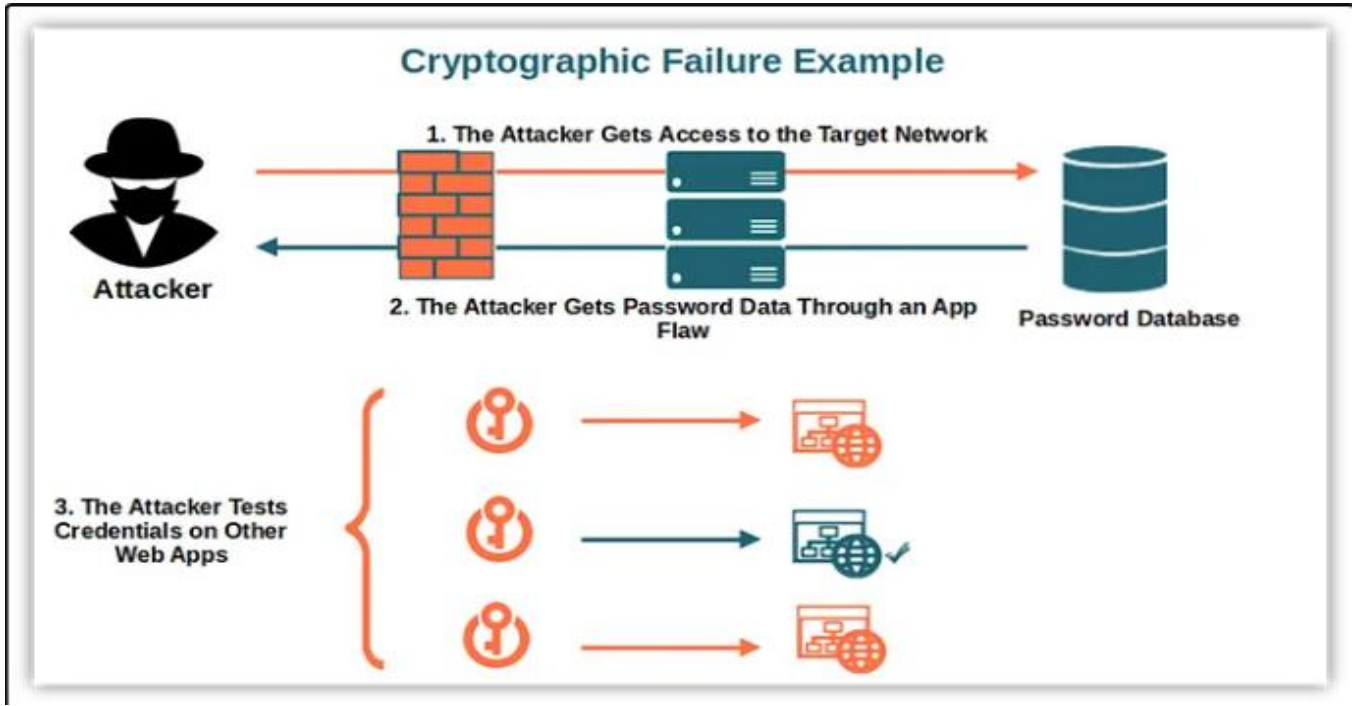 Cryptographic Failure Example
1. The Attacker Gets Access to the Target Network
Attacker
2. The Attacker Gets Password Data Through an App
Flaw
Password Database
3. The Attacker Tests
Credentials on Other
Web Apps